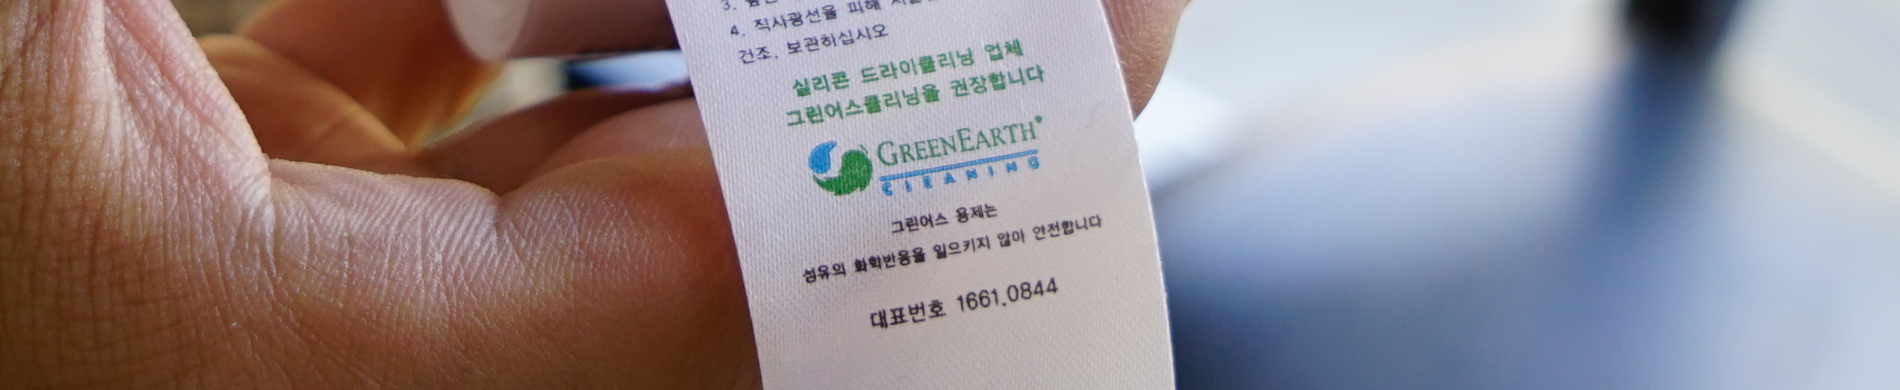 4. 직사광선을 피해
건조. 보관하십시오
실리콘 드라이클리닝 업체
그린어스클리닝을 권장합니다
GREENEARTH®
CLEANING
그린어스 용제는
섬유의 화학반응을 일으키지 않아 안전합니다
대표번호 1661.0844